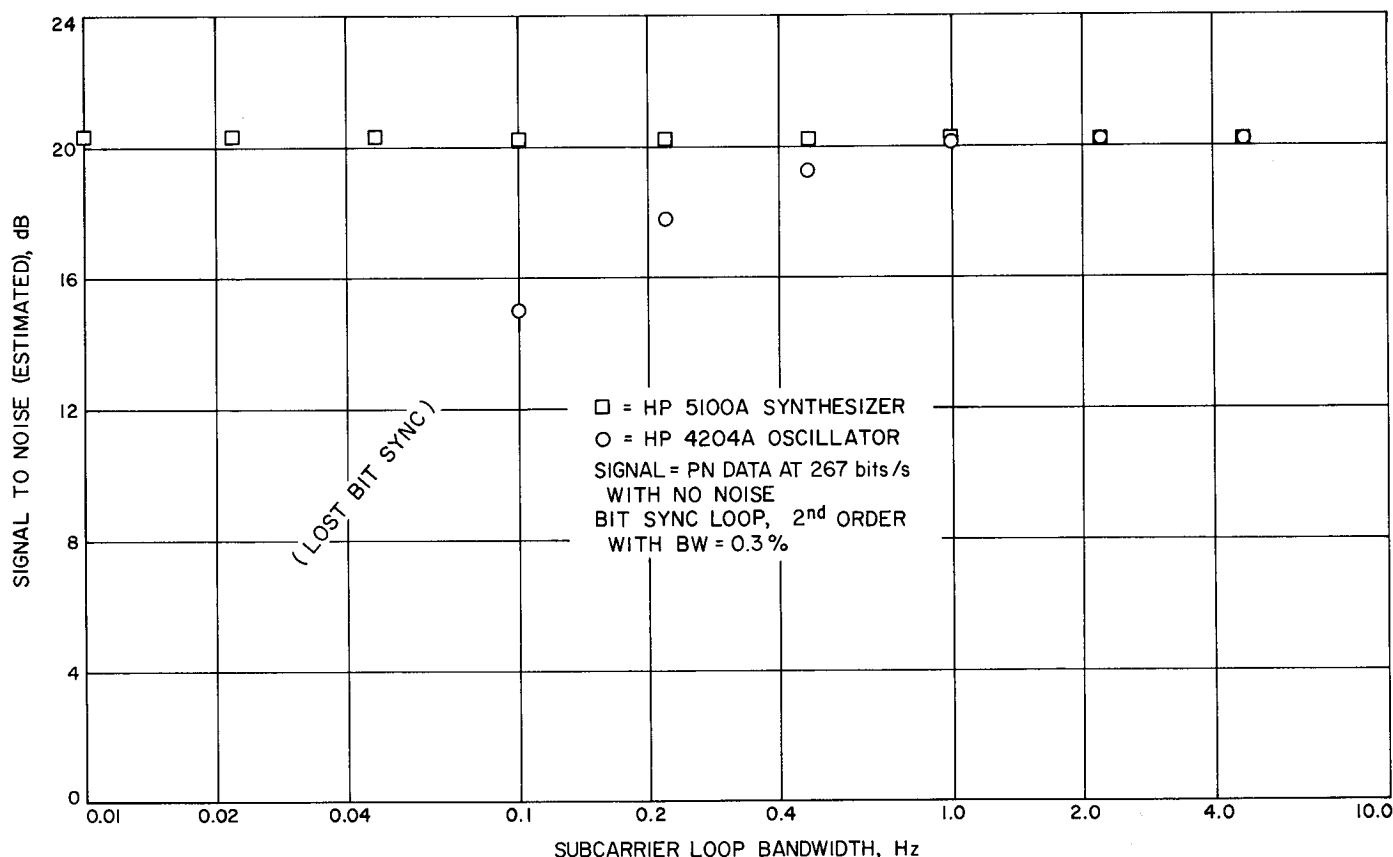 24
20
16
12
8
4
0
SIGNAL TO NOISE (ESTIMATED), dB
(LOST BIT SYNC)
□ = HP 5100A SYNTHESIZER
○ = HP 4204A OSCILLATOR
SIGNAL = PN DATA AT 267 bits/s
WITH NO NOISE
BIT SYNC LOOP, 2nd ORDER
WITH BW = 0.3%
0.01 0.02 0.04 0.1 0.2 0.4 1.0 2.0 4.0 10.0
SUBCARRIER LOOP BANDWIDTH, Hz